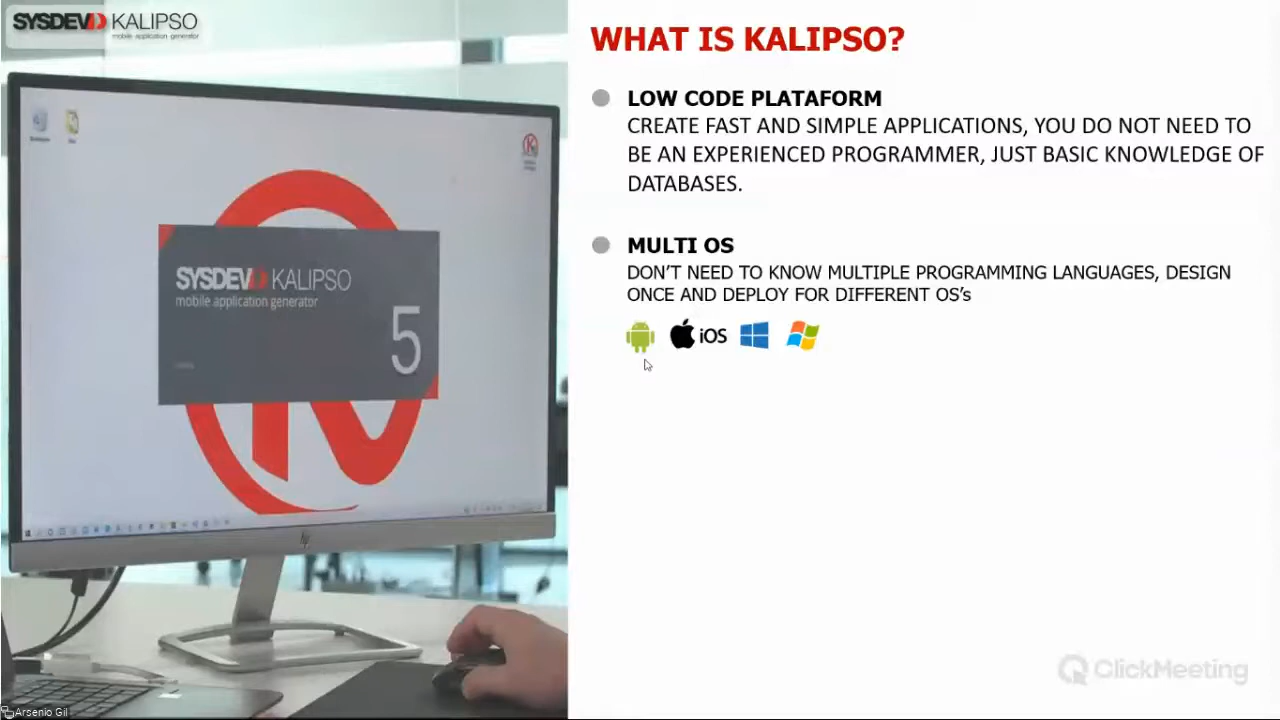 SYSDEV KALIPSO
mobile application generator
WHAT IS KALIPSO?
LOW CODE PLATAFORM
CREATE FAST AND SIMPLE APPLICATIONS, YOU DO NOT NEED TO
BE AN EXPERIENCED PROGRAMMER, JUST BASIC KNOWLEDGE OF
DATABASES.
MULTI OS
DON'T NEED TO KNOW MULTIPLE PROGRAMMING LANGUAGES, DESIGN
ONCE AND DEPLOY FOR DIFFERENT OS's
iOS
SYSDEV KALIPSO
mobile application generator
5
hp
ClickMeeting
Arsenio Gil